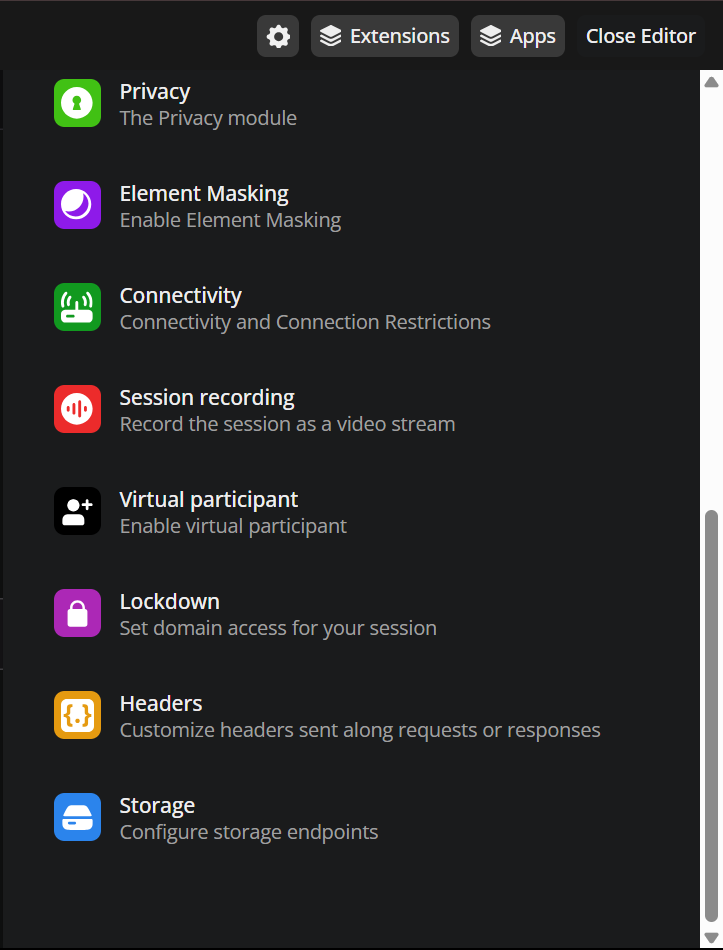 Extensions
Apps
Close Editor
Privacy
The Privacy module
Element Masking
Enable Element Masking
Connectivity
Connectivity and Connection Restrictions
Session recording
Record the session as a video stream
Virtual participant
Enable virtual participant
Lockdown
Set domain access for your session
Headers
Customize headers sent along requests or responses
Storage
Configure storage endpoints